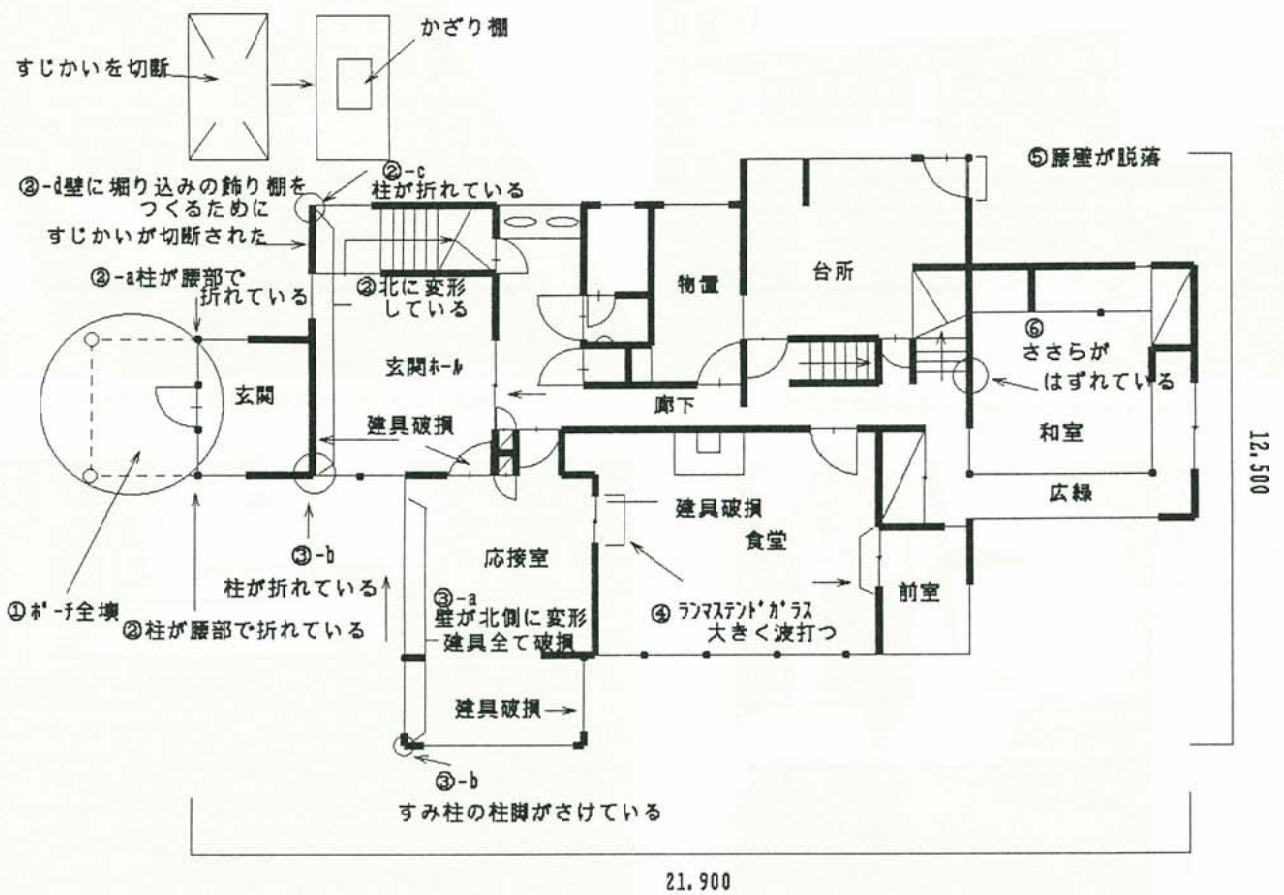 かざり棚
すじかいを切断
②-c
柱が折れている
⑤腰壁が脱落
②-d壁に堀り込みの飾り棚を
つくるために
すじかいが切断された
②-a柱が腰部で
折れている
②北に変形
している
物置
台所
⑥
ささらが
はずれている
玄関ホール
玄関
廊下
和室
建具破損
広縁
12.500
建具破損
食堂
応接室
前室
③-b
柱が折れている
③-a
壁が北側に変形
建具全て破損
①ポーチ全壊
②柱が腰部で折れている
④ランマステンドガラス
大きく波打つ
建具破損
③-b
すみ柱の柱脚がさけている
21.900